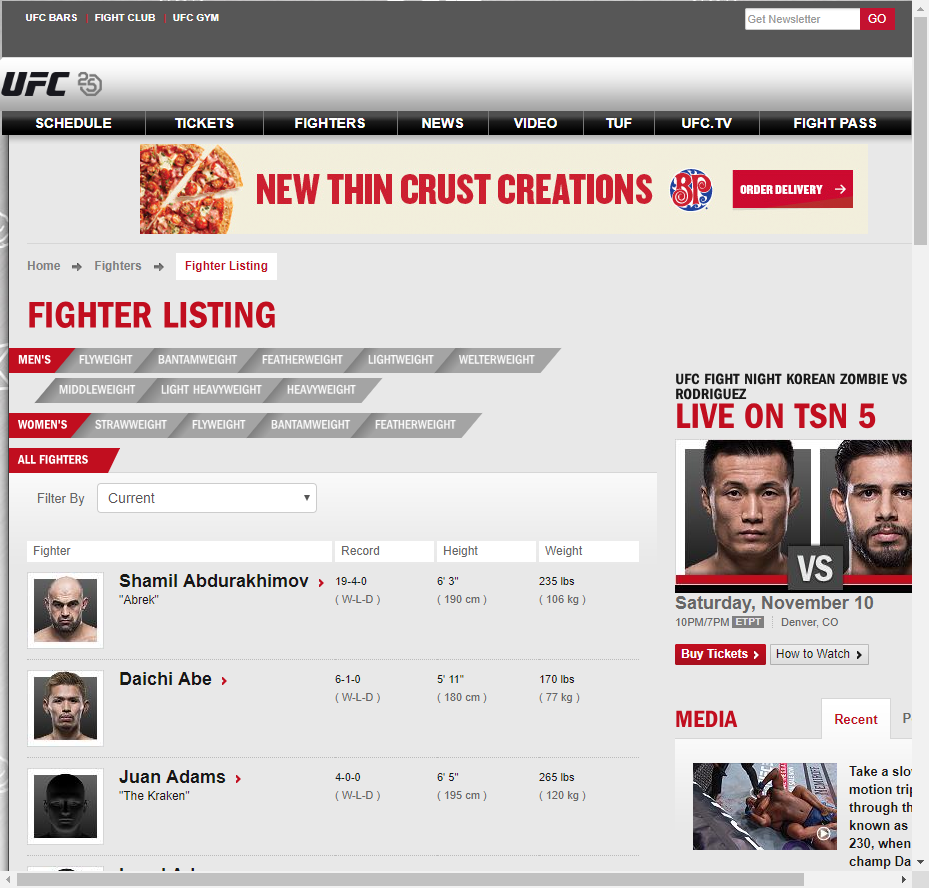 UFC BARS | FIGHT CLUB | UFC GYM
Get Newsletter GO
UFC 25
SCHEDULE TICKETS FIGHTERS NEWS VIDEO TUF UFC.TV FIGHT PASS
NEW THIN CRUST CREATIONS BP ORDER DELIVERY →
Home Fighters Fighter Listing
FIGHTER LISTING
MEN'S FLYWEIGHT BANTAMWEIGHT FEATHERWEIGHT LIGHTWEIGHT WELTERWEIGHT
MIDDLEWEIGHT LIGHT HEAVYWEIGHT HEAVYWEIGHT
WOMEN'S STRAWWEIGHT FLYWEIGHT BANTAMWEIGHT FEATHERWEIGHT
ALL FIGHTERS
Filter By Current
Fighter Record Height Weight
Shamil Abdurakhimov 19-4-0 6' 3" 235 lbs
"Abrek" ( W-L-D ) ( 190 cm ) ( 106 kg )
Daichi Abe 6-1-0 5' 11" 170 lbs
( W-L-D ) ( 180 cm ) ( 77 kg )
Juan Adams 4-0-0 6' 5" 265 lbs
"The Kraken" ( W-L-D ) ( 195 cm ) ( 120 kg )
UFC FIGHT NIGHT KOREAN ZOMBIE VS
RODRIGUEZ
LIVE ON TSN 5
VS
Saturday, November 10
10PM/7PM ETPT Denver, CO
Buy Tickets How to Watch
MEDIA Recent P
Take a slo
motion trip
through th
known as
230, when
champ Da